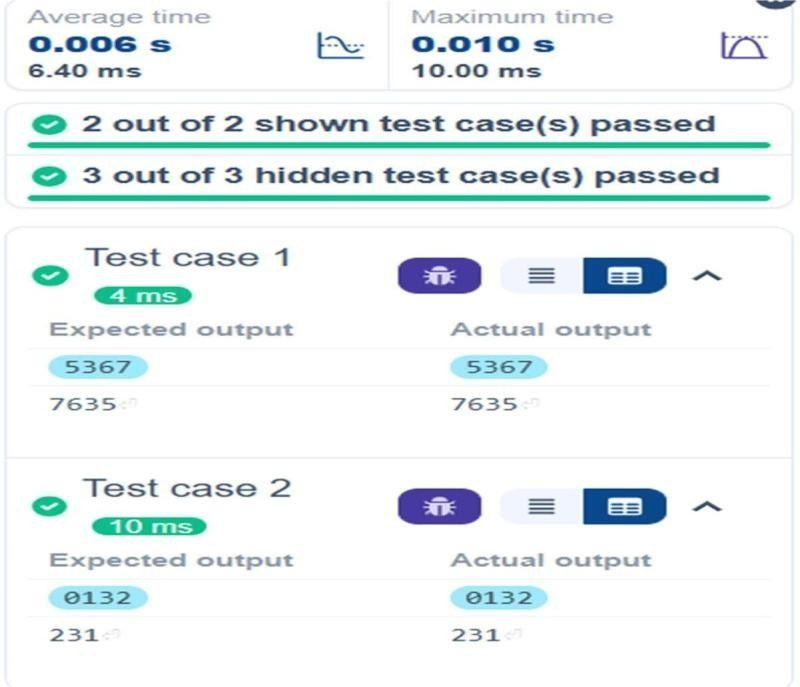 Average time
0.006 s
6.40 ms
Maximum time
0.010 s
10.00 ms
2 out of 2 shown test case(s) passed
3 out of 3 hidden test case(s) passed
Test case 1
4 ms
Expected output
Actual output
5367
5367
7635
7635
Test case 2
10 ms
Expected output
Actual output
0132
0132
231
231